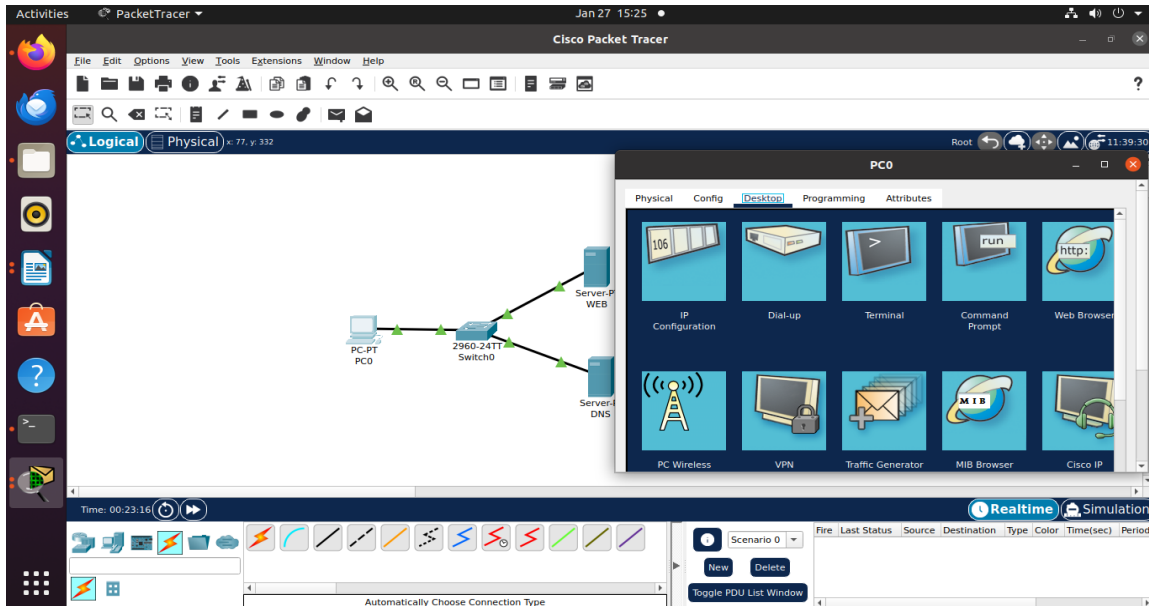 Activities PacketTracer Jan 27 15:25
Cisco Packet Tracer
File Edit Options View Tools Extensions Window Help
?
Logical Physical x: 77, y: 332 Root 11:39:30
PC0
Physical Config Desktop Programming Attributes
106 > run http:
IP Configuration
Dial-up
Terminal
Command Prompt
Web Browser
MIB
PC Wireless
VPN
Traffic Generator
MIB Browser
Cisco IP
Server-P
WEB
PC-PT
PC0
2960-24TT
Switch0
Server-
DNS
Time: 00:23:16 Realtime Simulation
Scenario 0
New Delete
Toggle PDU List Window
Fire Last Status Source Destination Type Color Time(sec) Period
Automatically Choose Connection Type